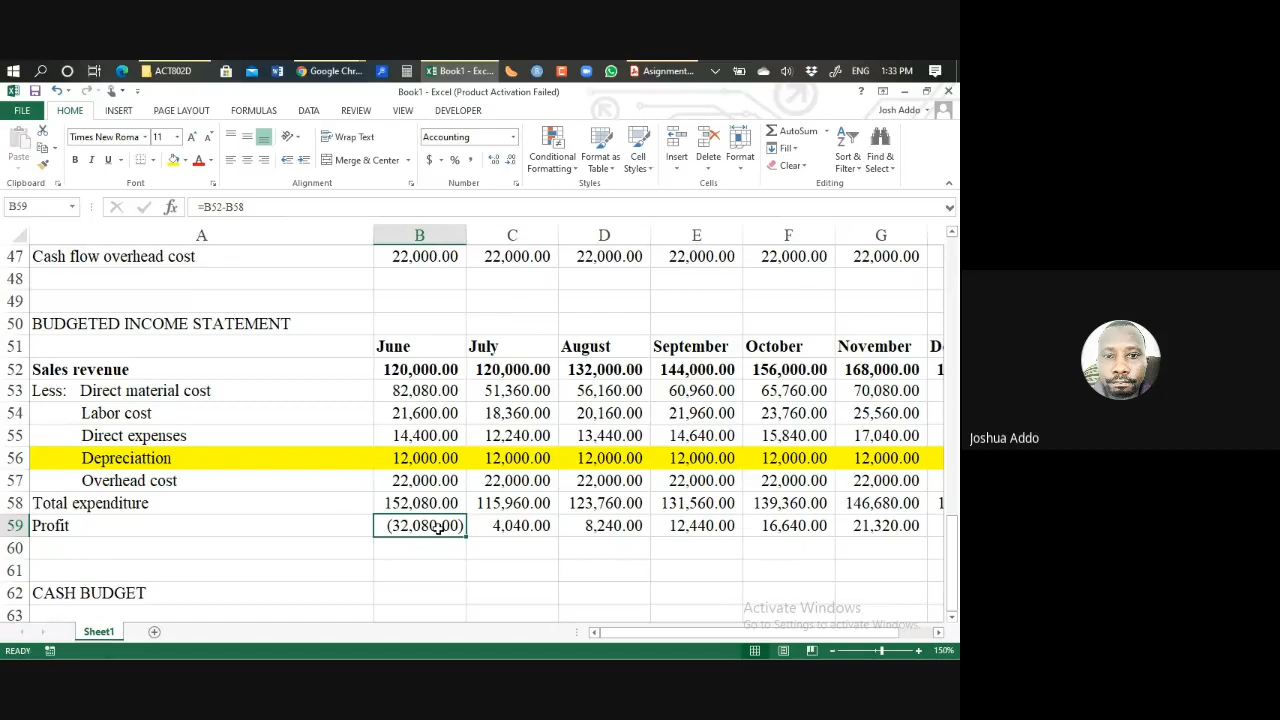 ACT802D
Google Chr...
Book1 - Exc...
Asignment...
ENG
1:33 PM
Book1 - Excel (Product Activation Failed)
FILE HOME INSERT PAGE LAYOUT FORMULAS DATA REVIEW VIEW DEVELOPER
Josh Addo
Paste
Times New Roma 11
Wrap Text
Merge & Center
Accounting
Conditional Formatting
Format as Table
Cell Styles
Insert Delete Format
AutoSum
Fill
Clear
Sort & Filter
Find & Select
Clipboard Font Alignment Number Styles Cells Editing
B59 =B52-B58
A B C D E F G
47 Cash flow overhead cost 22,000.00 22,000.00 22,000.00 22,000.00 22,000.00 22,000.00
48
49
50 BUDGETED INCOME STATEMENT
51 June July August September October November D
52 Sales revenue 120,000.00 120,000.00 132,000.00 144,000.00 156,000.00 168,000.00 1
53 Less: Direct material cost 82,080.00 51,360.00 56,160.00 60,960.00 65,760.00 70,080.00
54 Labor cost 21,600.00 18,360.00 20,160.00 21,960.00 23,760.00 25,560.00
55 Direct expenses 14,400.00 12,240.00 13,440.00 14,640.00 15,840.00 17,040.00
56 Depreciattion 12,000.00 12,000.00 12,000.00 12,000.00 12,000.00 12,000.00
57 Overhead cost 22,000.00 22,000.00 22,000.00 22,000.00 22,000.00 22,000.00
58 Total expenditure 152,080.00 115,960.00 123,760.00 131,560.00 139,360.00 146,680.00 1
59 Profit (32,080.00) 4,040.00 8,240.00 12,440.00 16,640.00 21,320.00
60
61
62 CASH BUDGET
63
Activate Windows
Go to Settings to activate Windows.
Sheet1
READY
150%
Joshua Addo